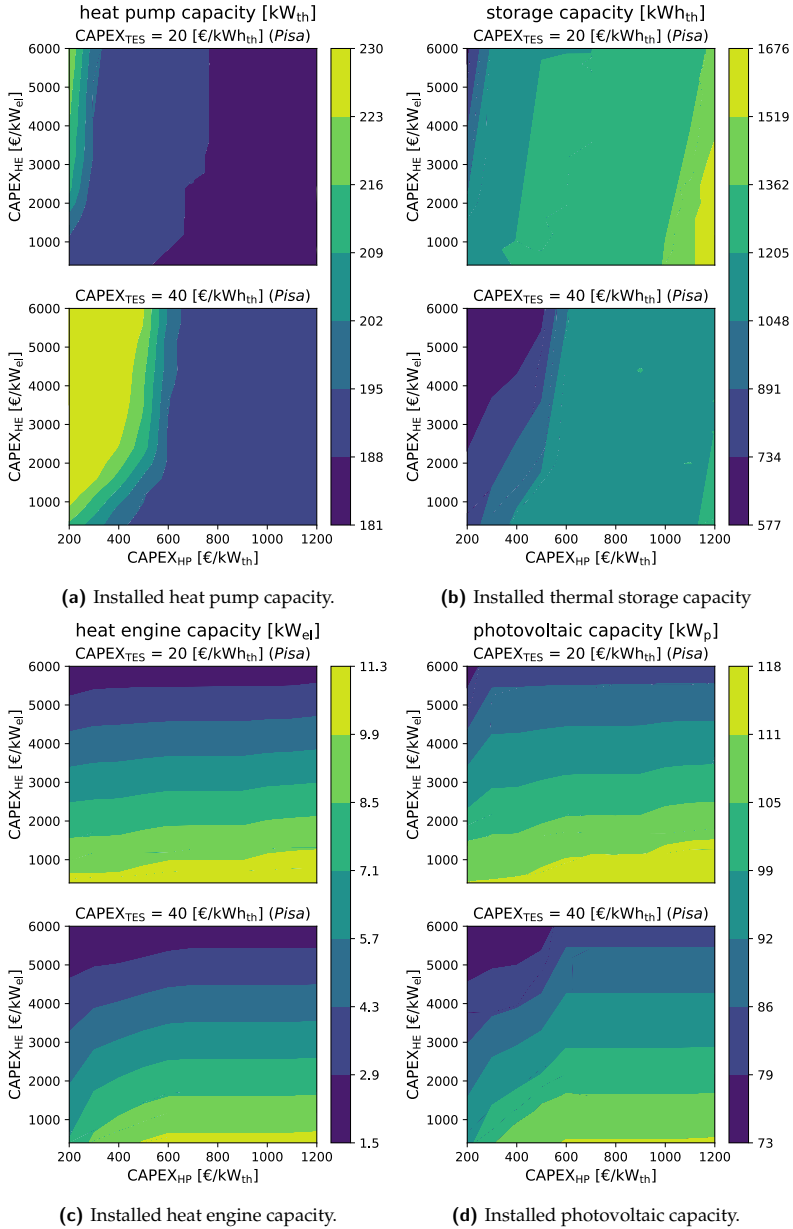 heat pump capacity [kW_th]
CAPEX_TES = 20 [€/kWh_th] (Pisa)
6000
5000
4000
3000
2000
1000
CAPEX_HE [€/kW_el]
CAPEX_TES = 40 [€/kWh_th] (Pisa)
6000
5000
4000
3000
2000
1000
CAPEX_HE [€/kW_el]
200 400 600 800 1000 1200
CAPEX_HP [€/kW_th]
230
223
216
209
202
195
188
181
(a) Installed heat pump capacity.
storage capacity [kWh_th]
CAPEX_TES = 20 [€/kWh_th] (Pisa)
6000
5000
4000
3000
2000
1000
CAPEX_HE [€/kW_el]
CAPEX_TES = 40 [€/kWh_th] (Pisa)
6000
5000
4000
3000
2000
1000
CAPEX_HE [€/kW_el]
200 400 600 800 1000 1200
CAPEX_HP [€/kW_th]
1676
1519
1362
1205
1048
891
734
577
(b) Installed thermal storage capacity
heat engine capacity [kW_el]
CAPEX_TES = 20 [€/kWh_th] (Pisa)
6000
5000
4000
3000
2000
1000
CAPEX_HE [€/kW_el]
CAPEX_TES = 40 [€/kWh_th] (Pisa)
6000
5000
4000
3000
2000
1000
CAPEX_HE [€/kW_el]
200 400 600 800 1000 1200
CAPEX_HP [€/kW_th]
11.3
9.9
8.5
7.1
5.7
4.3
2.9
1.5
(c) Installed heat engine capacity.
photovoltaic capacity [kW_p]
CAPEX_TES = 20 [€/kWh_th] (Pisa)
6000
5000
4000
3000
2000
1000
CAPEX_HE [€/kW_el]
CAPEX_TES = 40 [€/kWh_th] (Pisa)
6000
5000
4000
3000
2000
1000
CAPEX_HE [€/kW_el]
200 400 600 800 1000 1200
CAPEX_HP [€/kW_th]
118
111
105
99
92
86
79
73
(d) Installed photovoltaic capacity.